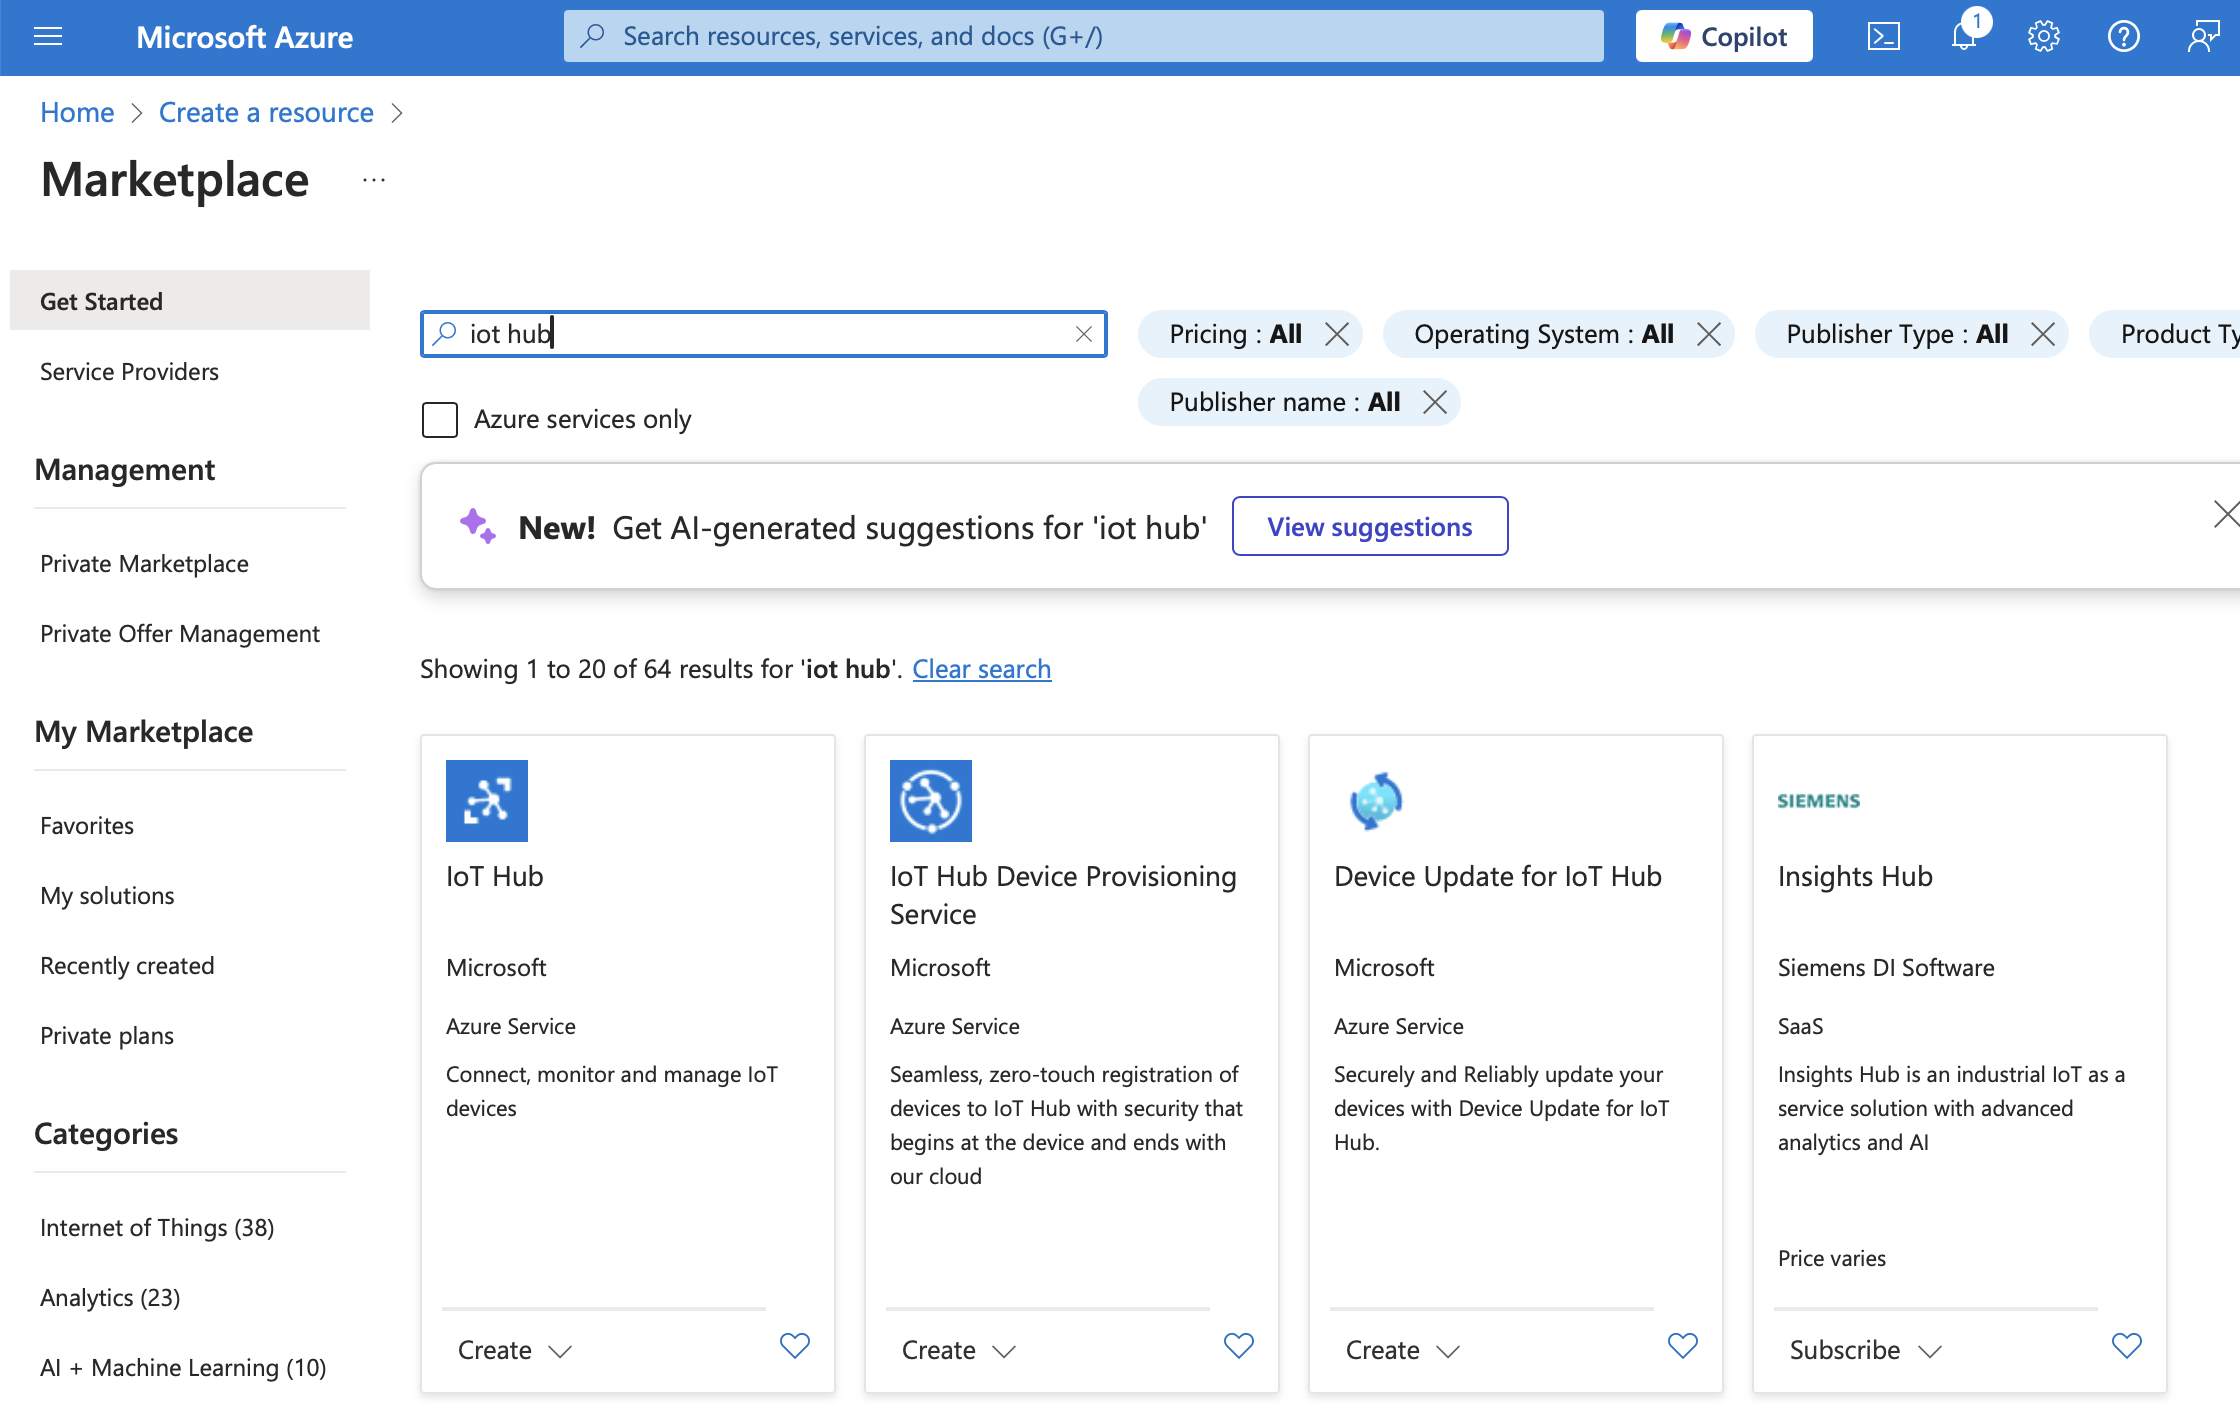 Microsoft Azure
Search resources, services, and docs (G+/)
Copilot
1
Home > Create a resource >
Marketplace ...
Get Started
Service Providers
Management
Private Marketplace
Private Offer Management
My Marketplace
Favorites
My solutions
Recently created
Private plans
Categories
Internet of Things (38)
Analytics (23)
AI + Machine Learning (10)
iot hub
Pricing : All
Operating System : All
Publisher Type : All
Product Ty
Azure services only
Publisher name : All
New! Get AI-generated suggestions for 'iot hub'
View suggestions
Showing 1 to 20 of 64 results for 'iot hub'. Clear search
IoT Hub
Microsoft
Azure Service
Connect, monitor and manage IoT
devices
Create
IoT Hub Device Provisioning
Service
Microsoft
Azure Service
Seamless, zero-touch registration of
devices to IoT Hub with security that
begins at the device and ends with
our cloud
Create
Device Update for IoT Hub
Microsoft
Azure Service
Securely and Reliably update your
devices with Device Update for IoT
Hub.
Create
SIEMENS
Insights Hub
Siemens DI Software
SaaS
Insights Hub is an industrial IoT as a
service solution with advanced
analytics and AI
Price varies
Subscribe